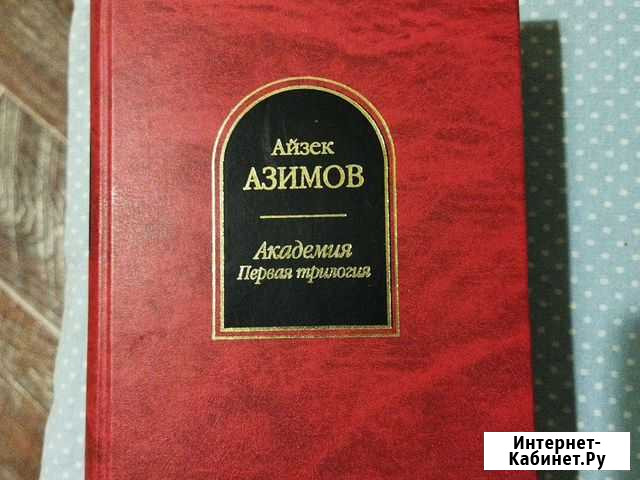 Айзек
АЗИМОВ
Академия
Первая трилогия
Интернет-
Кабинет.Ру